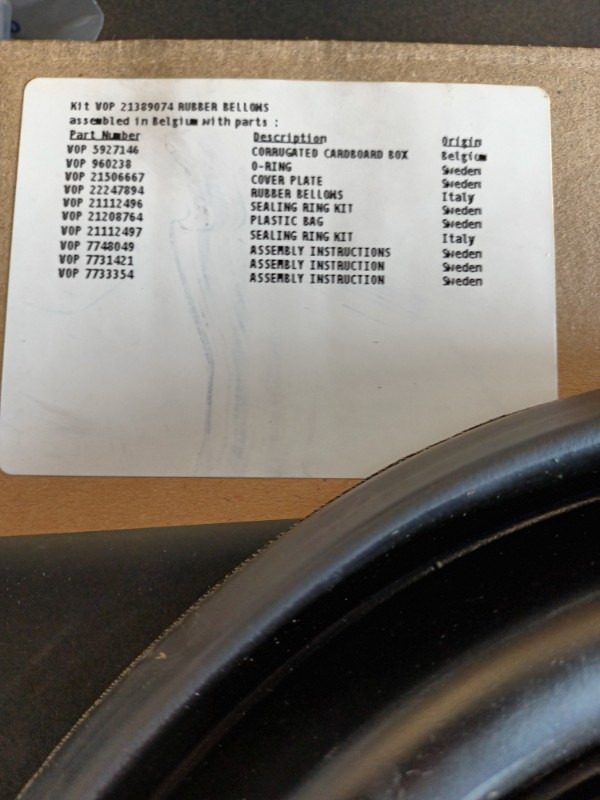 Kit VOP 21389074 RUBBER BELLOWS
assembled in Belgium with parts :
Part Number Description Origin
VOP 5927146 CORRUGATED CARDBOARD BOX Belgium
VOP 960238 O-RING Sweden
VOP 21506667 COVER PLATE Sweden
VOP 22247894 RUBBER BELLOWS Italy
VOP 21112496 SEALING RING KIT Sweden
VOP 21208764 PLASTIC BAG Sweden
VOP 21112497 SEALING RING KIT Italy
VOP 7748049 ASSEMBLY INSTRUCTIONS Sweden
VOP 7731421 ASSEMBLY INSTRUCTION Sweden
VOP 7733354 ASSEMBLY INSTRUCTION Sweden